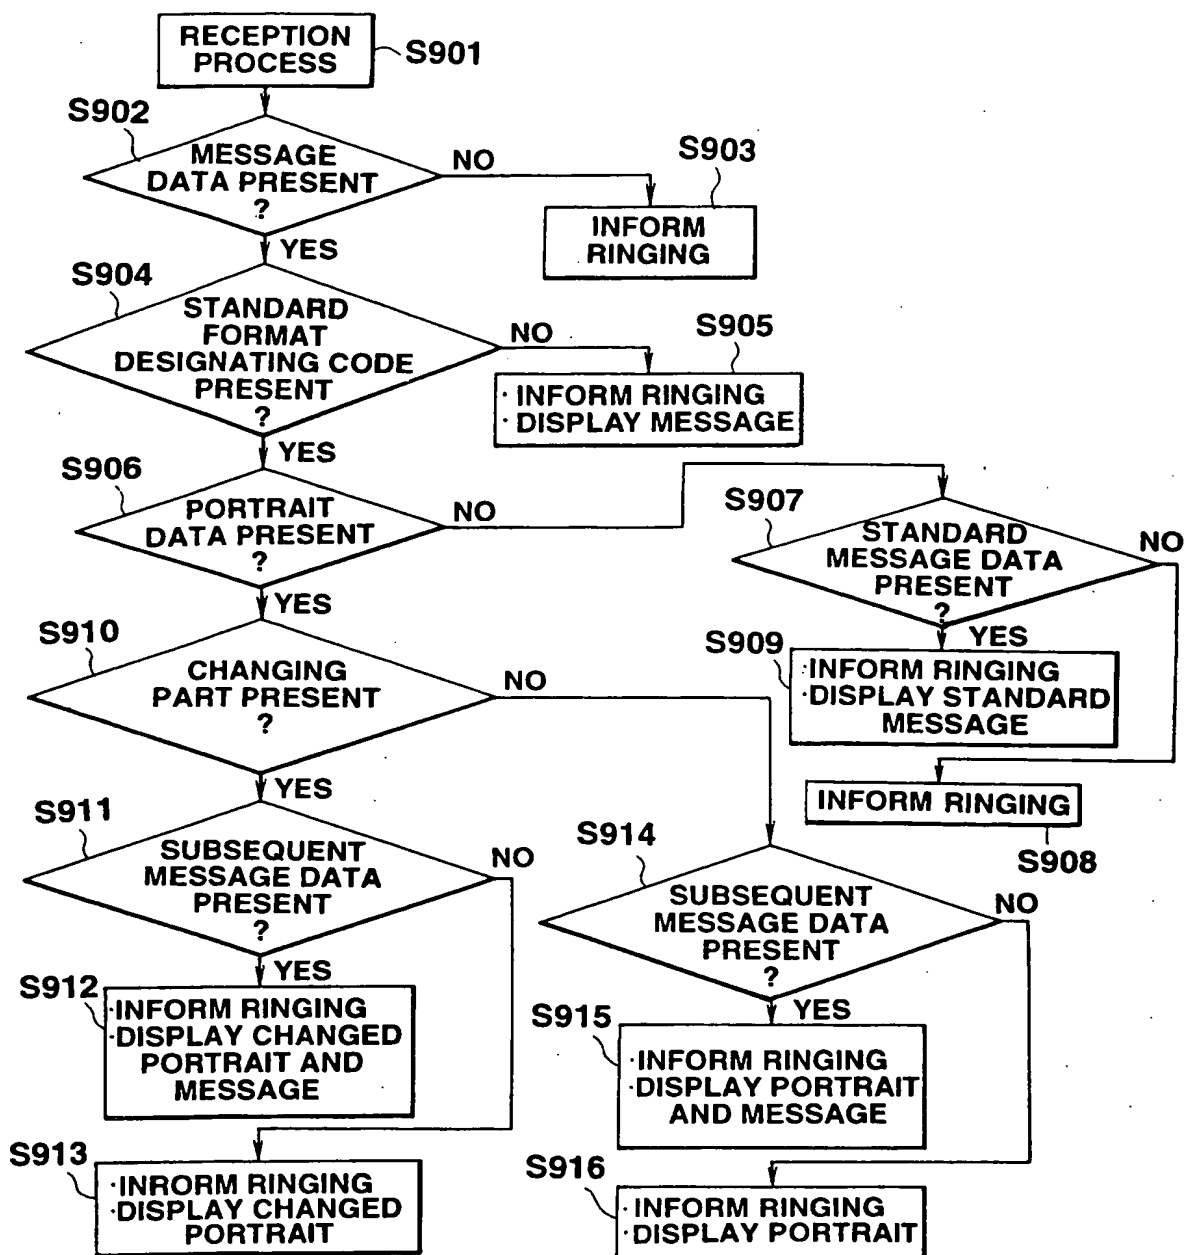 RECEPTION
PROCESS
S901
S902
MESSAGE
DATA PRESENT
?
NO
YES
S903
INFORM
RINGING
S904
STANDARD
FORMAT
DESIGNATING CODE
PRESENT
?
NO
YES
S905
· INFORM RINGING
· DISPLAY MESSAGE
S906
PORTRAIT
DATA PRESENT
?
NO
YES
S907
STANDARD
MESSAGE DATA
PRESENT
?
NO
YES
S909
·INFORM RINGING
·DISPLAY STANDARD
MESSAGE
INFORM RINGING
S908
S910
CHANGING
PART PRESENT
?
NO
YES
S911
SUBSEQUENT
MESSAGE DATA
PRESENT
?
NO
YES
S912
·INFORM RINGING
·DISPLAY CHANGED
PORTRAIT AND
MESSAGE
S913
·INRORM RINGING
·DISPLAY CHANGED
PORTRAIT
S914
SUBSEQUENT
MESSAGE DATA
PRESENT
?
NO
YES
S915
·INFORM RINGING
·DISPLAY PORTRAIT
AND MESSAGE
S916
· INFORM RINGING
· DISPLAY PORTRAIT